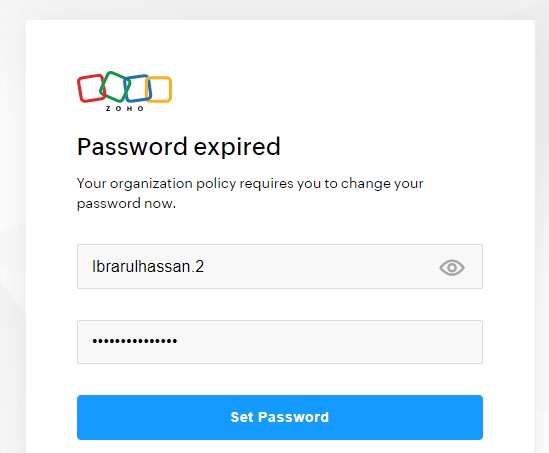 ZOHO
Password expired
Your organization policy requires you to change your
password now.
Ibrarulhassan.2
•••••••••••••••
Set Password